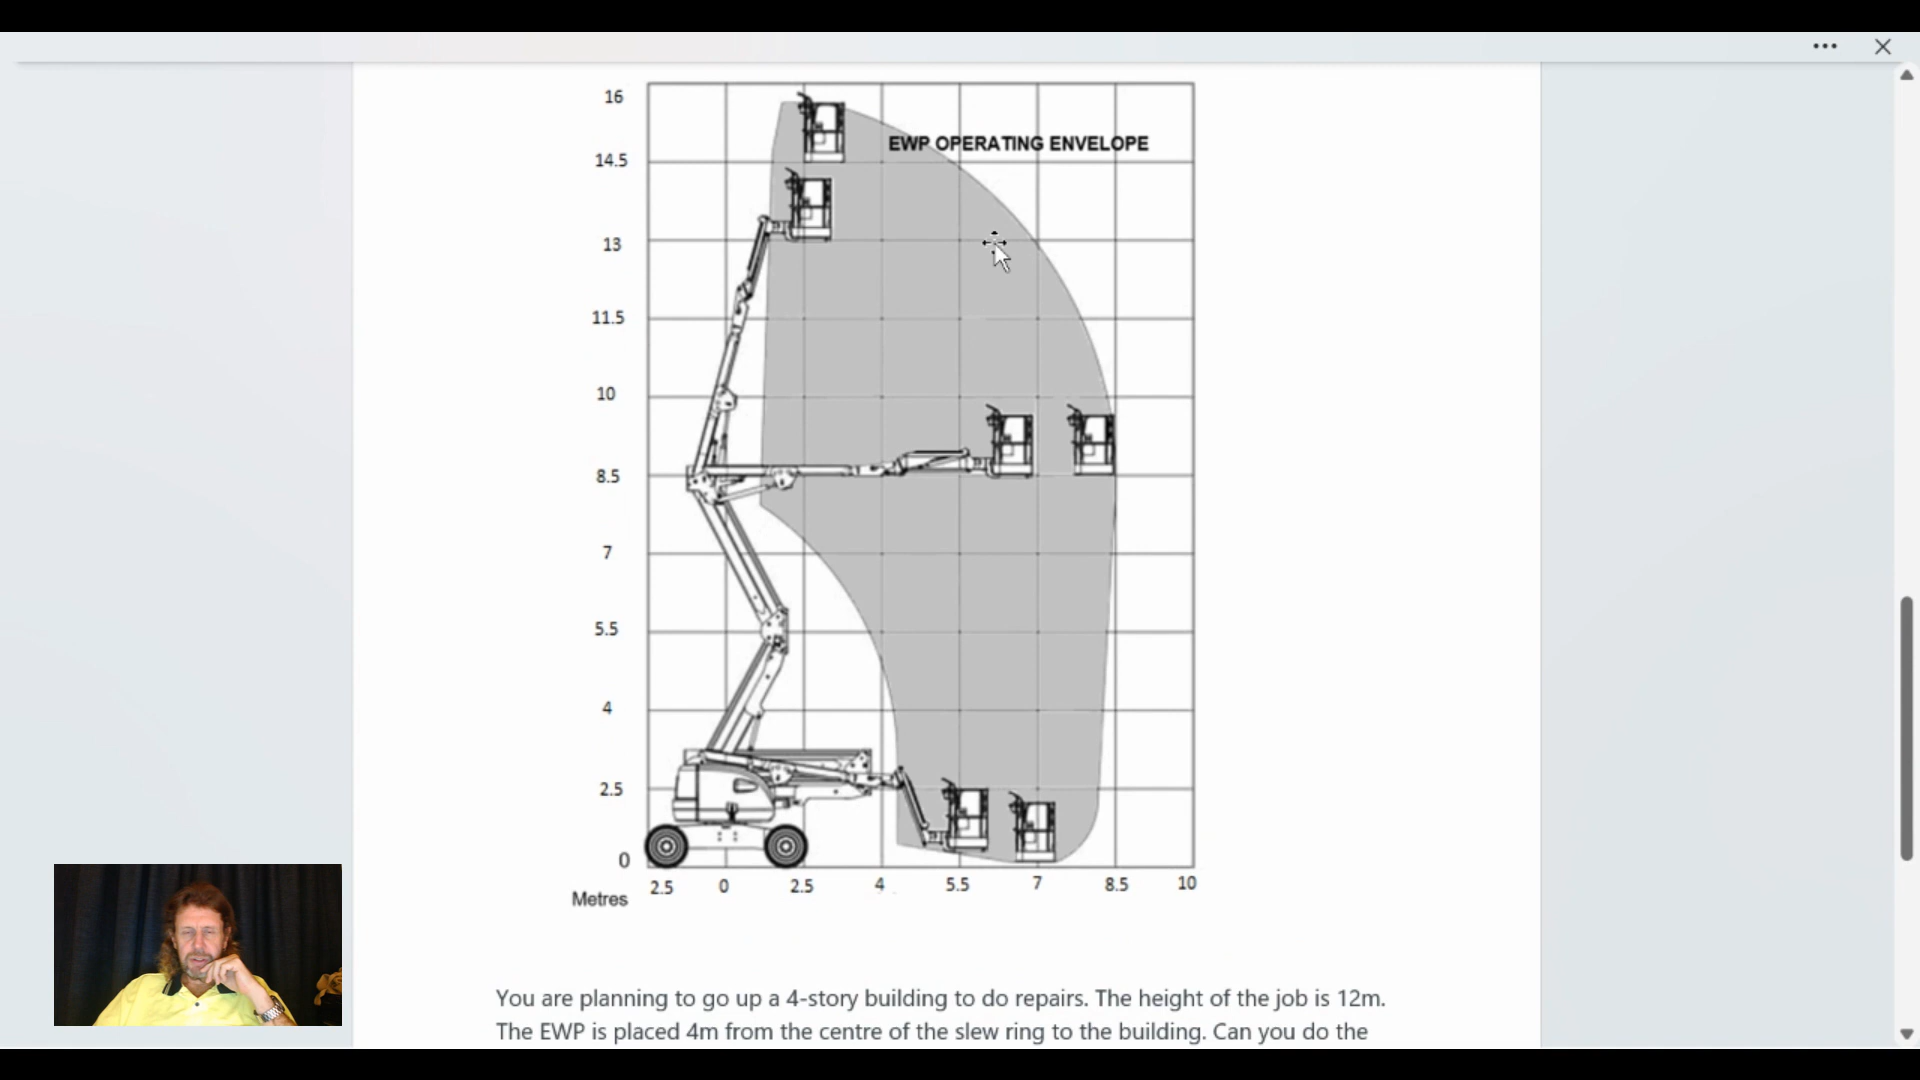 16
EWP OPERATING ENVELOPE
14.5
13
11.5
10
8.5
7
5.5
4
2.5
0
2.5 0 2.5 4 5.5 7 8.5 10
Metres
You are planning to go up a 4-story building to do repairs. The height of the job is 12m.
The EWP is placed 4m from the centre of the slew ring to the building. Can you do the